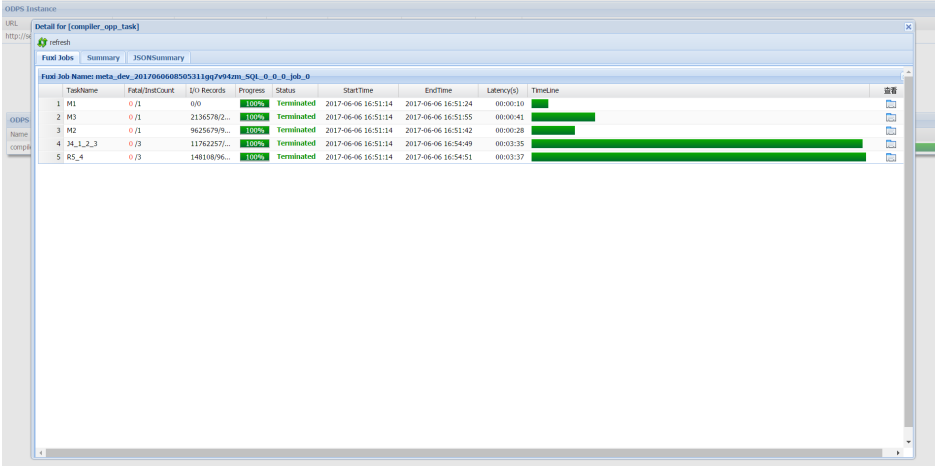 ODPS Instance
URL
http://se
Detail for [compiler_opp_task]
refresh
Fuxi Jobs Summary JSONSummary
Fuxi Job Name: meta_dev_2017060608505311gq7v94zm_SQL_0_0_0_job_0
TaskName Fatal/InstCount I/O Records Progress Status StartTime EndTime Latency(s) TimeLine 查看
1 M1 0 /1 0/0 100% Terminated 2017-06-06 16:51:14 2017-06-06 16:51:24 00:00:10
2 M3 0 /1 2136578/2... 100% Terminated 2017-06-06 16:51:14 2017-06-06 16:51:55 00:00:41
3 M2 0 /1 9625679/9... 100% Terminated 2017-06-06 16:51:14 2017-06-06 16:51:42 00:00:28
4 J4_1_2_3 0 /3 11762257/... 100% Terminated 2017-06-06 16:51:14 2017-06-06 16:54:49 00:03:35
5 R5_4 0 /3 148108/96... 100% Terminated 2017-06-06 16:51:14 2017-06-06 16:54:51 00:03:37
ODPS
Name
compile